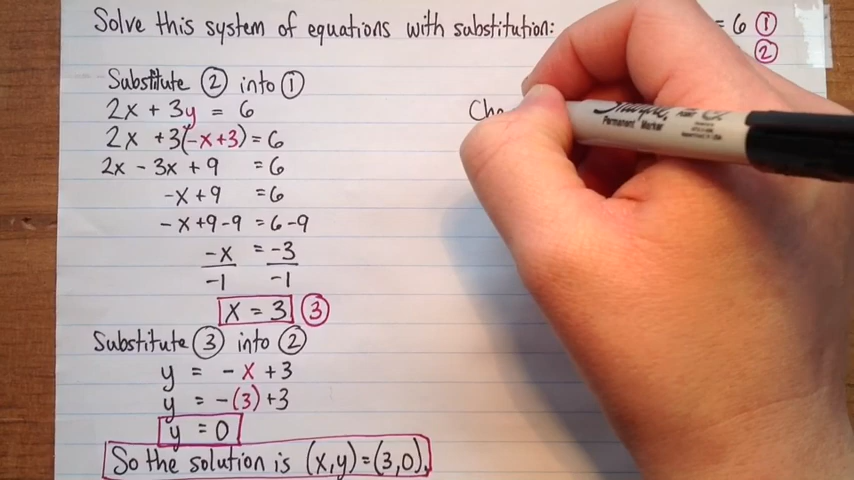 Solve this system of equations with substitution:
= 6 ①
②
Substitute ② into ①
2x + 3y = 6
2x + 3(-x+3) = 6
2x - 3x + 9 = 6
-x + 9 = 6
-x + 9 - 9 = 6 - 9
-x/-1 = -3/-1
x = 3 ③
Substitute ③ into ②
y = -x + 3
y = -(3) + 3
y = 0
So the solution is (x,y)=(3,0).
Che
Sharpie
Permanent Marker